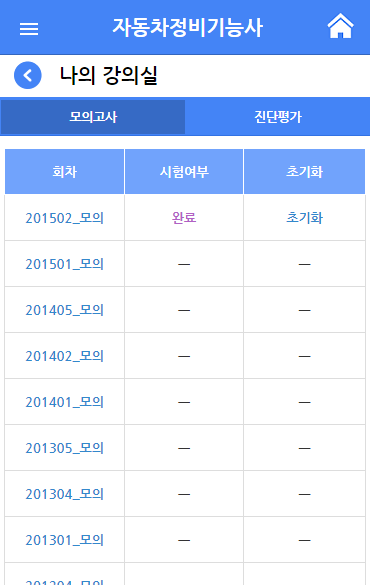 자동차정비기능사
나의 강의실
모의고사 진단평가
회차 시험여부 초기화
201502_모의 완료 초기화
201501_모의 — —
201405_모의 — —
201402_모의 — —
201401_모의 — —
201305_모의 — —
201304_모의 — —
201301_모의 — —